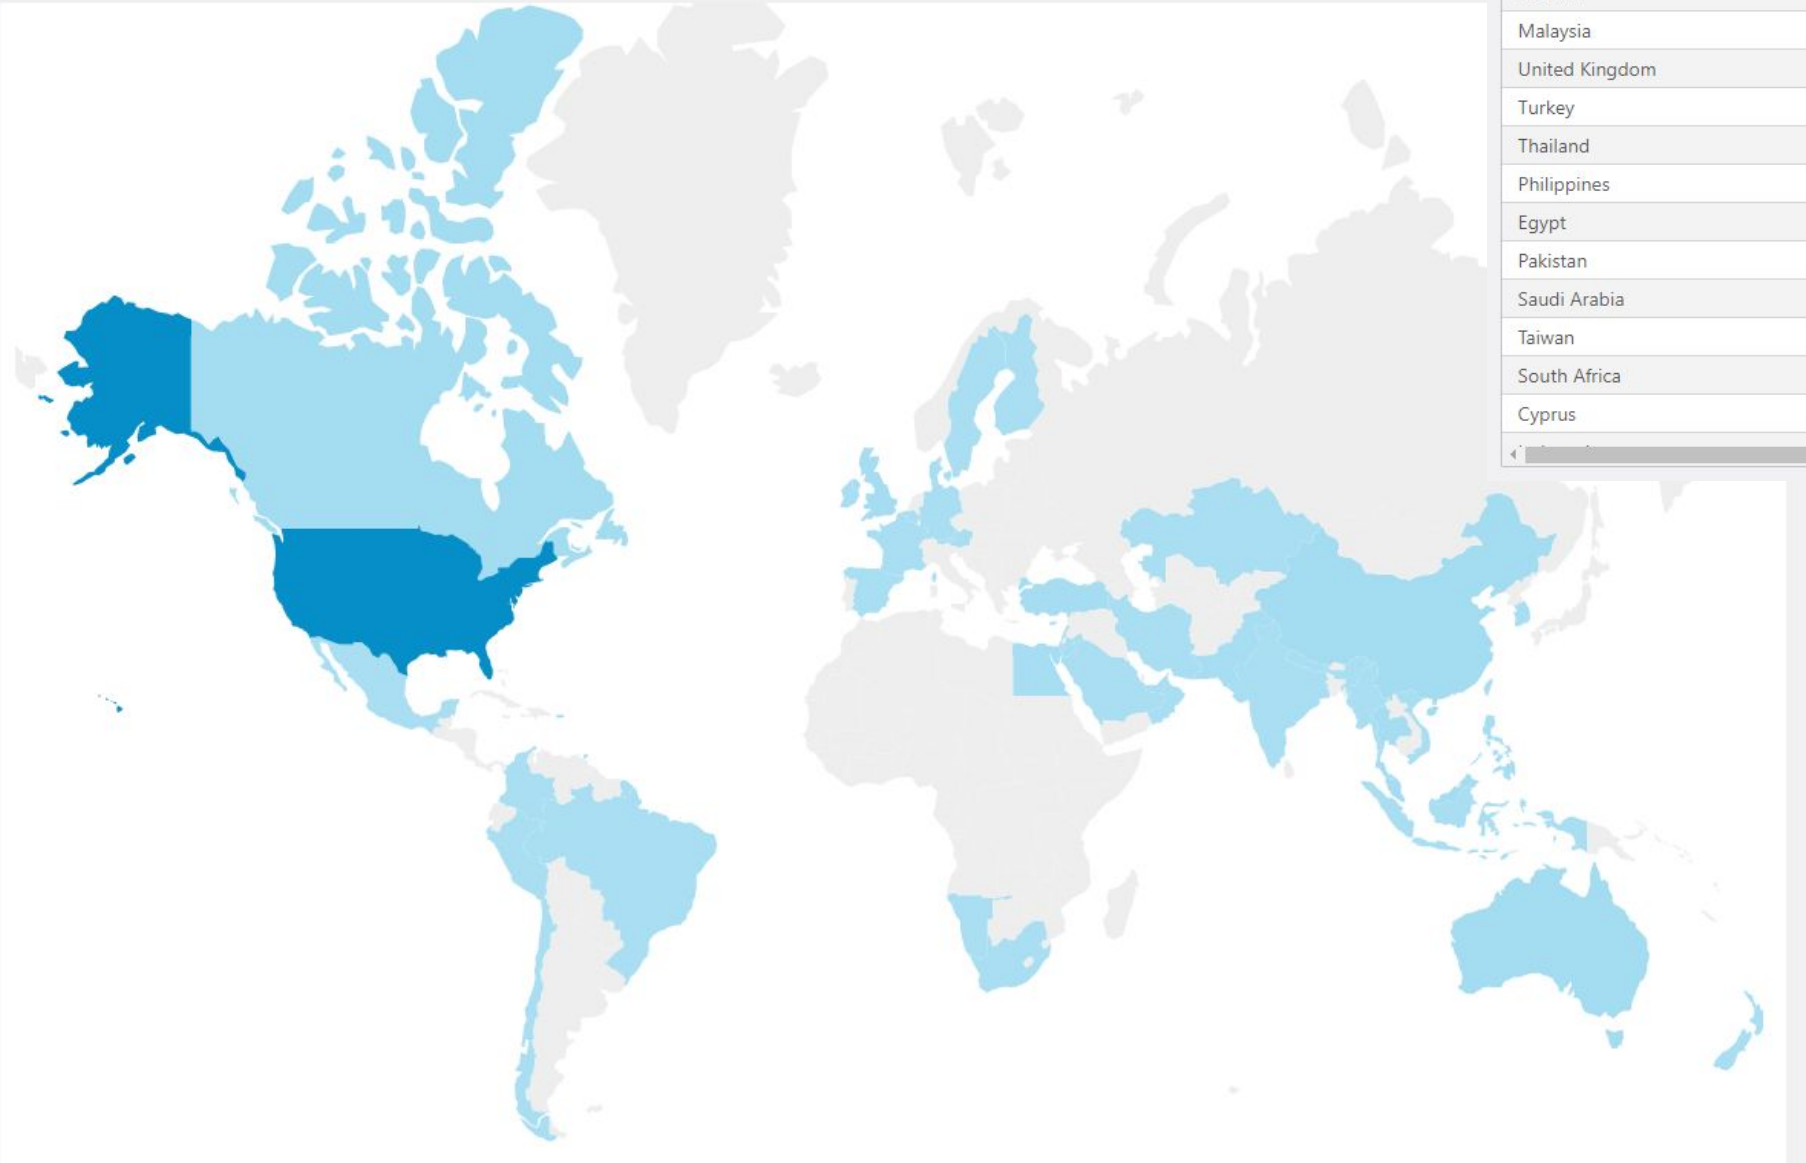 Malaysia
United Kingdom
Turkey
Thailand
Philippines
Egypt
Pakistan
Saudi Arabia
Taiwan
South Africa
Cyprus